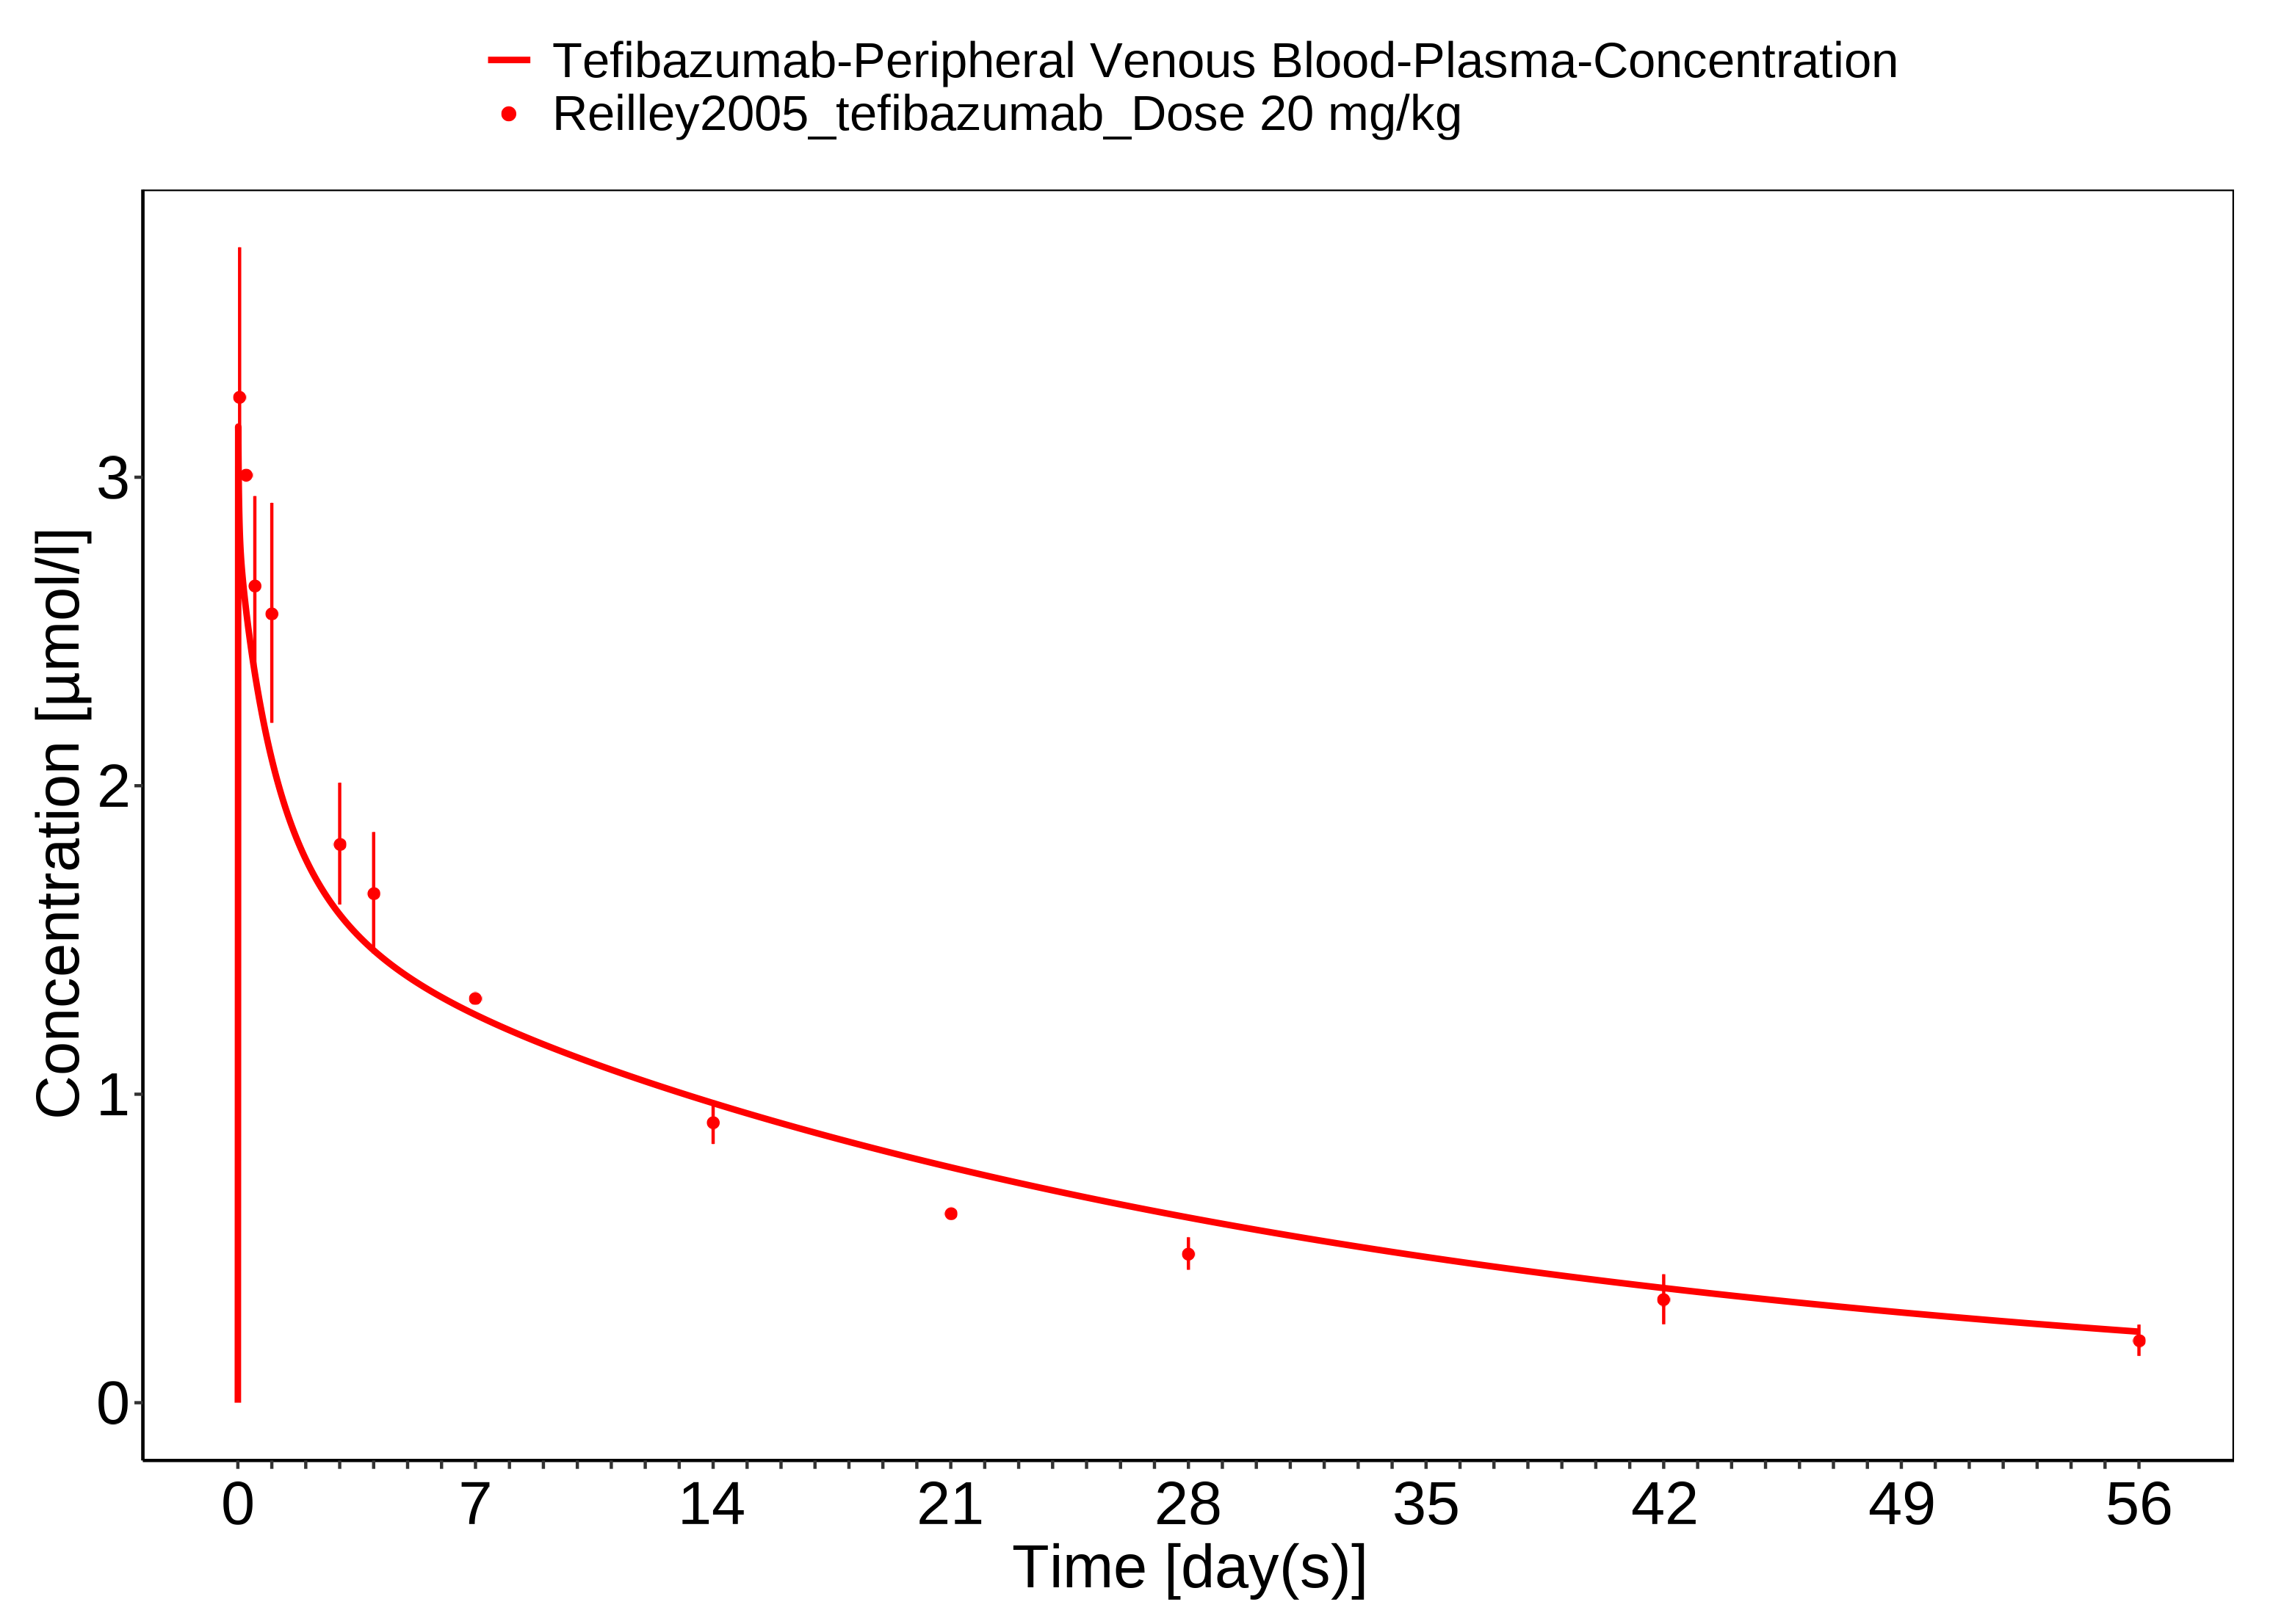 Tefibazumab-Peripheral Venous Blood-Plasma-Concentration
Reilley2005_tefibazumab_Dose 20 mg/kg
Concentration [µmol/l]
3
2
1
0
0 7 14 21 28 35 42 49 56
Time [day(s)]